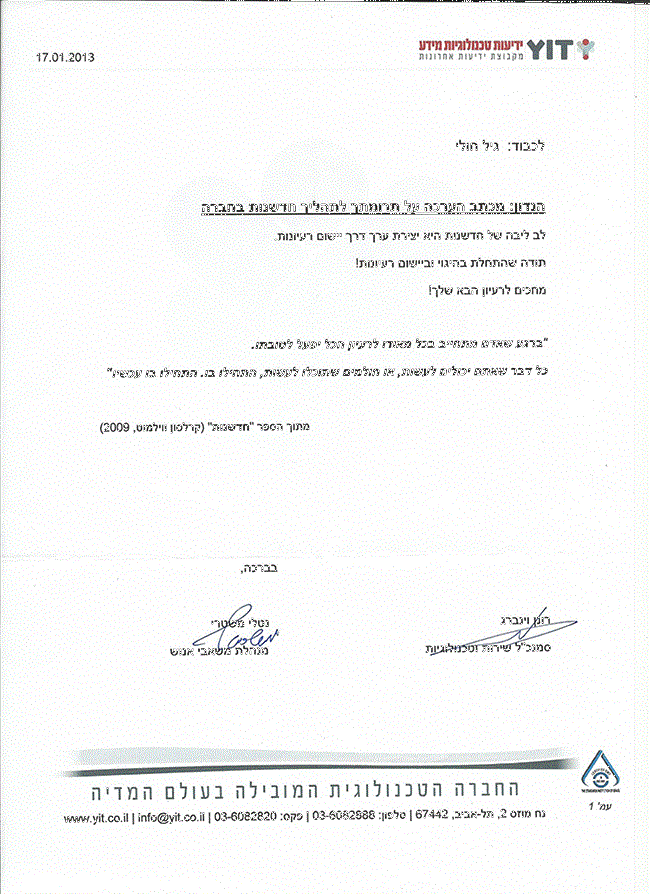 ידיעות טכנולוגיות מידע YIT
מקבוצת ידיעות אחרונות
17.01.2013
לכבוד: גיל חולי
הנדון: מכתב הערכה על תרומתך לתהליך חדשנות בחברה
לב ליבה של חדשנות היא יצירת ערך דרך יישום רעיונות.
תודה שהתחלת בהיגוי וביישום רעיונות!
מחכים לרעיון הבא שלך!
"ברגע שאדם מתחייב בכל מאודו לרעיון הכל יפעל לטובתו.
כל דבר שאתם יכולים לעשות, או חולמים שתוכלו לעשות, התחילו בו. התחילו בו עכשיו"
מתוך הספר "חדשנות" (קרלסון ווילמוט, 2009)
בברכה,
רונן וינברג
סמנכ"ל שירות וטכנולוגיות
נטלי משטרי
מנהלת משאבי אנוש
החברה הטכנולוגית המובילה בעולם המדיה
נח מוזס 2, תל-אביב, 67442 | טלפון: 03-6082888 | פקס: 03-6082820 | info@yit.co.il | www.yit.co.il
עמ' 1